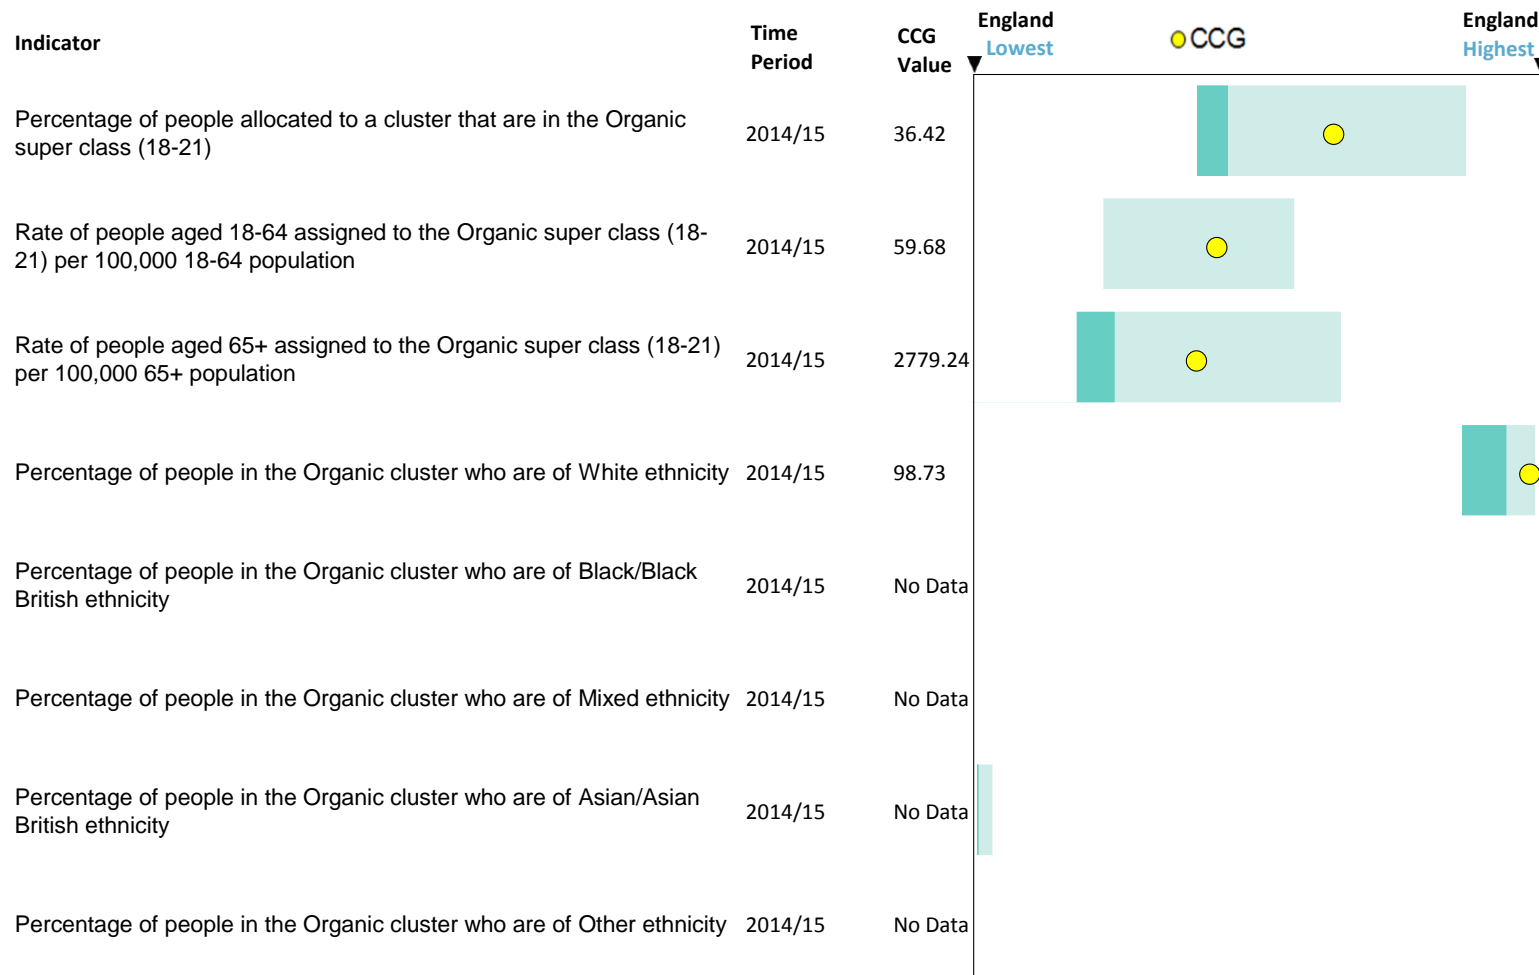 Indicator
Time
Period
CCG
Value
England
Lowest
CCG
England
Highest
Percentage of people allocated to a cluster that are in the Organic
super class (18-21)
2014/15
36.42
Rate of people aged 18-64 assigned to the Organic super class (18-
21) per 100,000 18-64 population
2014/15
59.68
Rate of people aged 65+ assigned to the Organic super class (18-21)
per 100,000 65+ population
2014/15
2779.24
Percentage of people in the Organic cluster who are of White ethnicity
2014/15
98.73
Percentage of people in the Organic cluster who are of Black/Black
British ethnicity
2014/15
No Data
Percentage of people in the Organic cluster who are of Mixed ethnicity
2014/15
No Data
Percentage of people in the Organic cluster who are of Asian/Asian
British ethnicity
2014/15
No Data
Percentage of people in the Organic cluster who are of Other ethnicity
2014/15
No Data